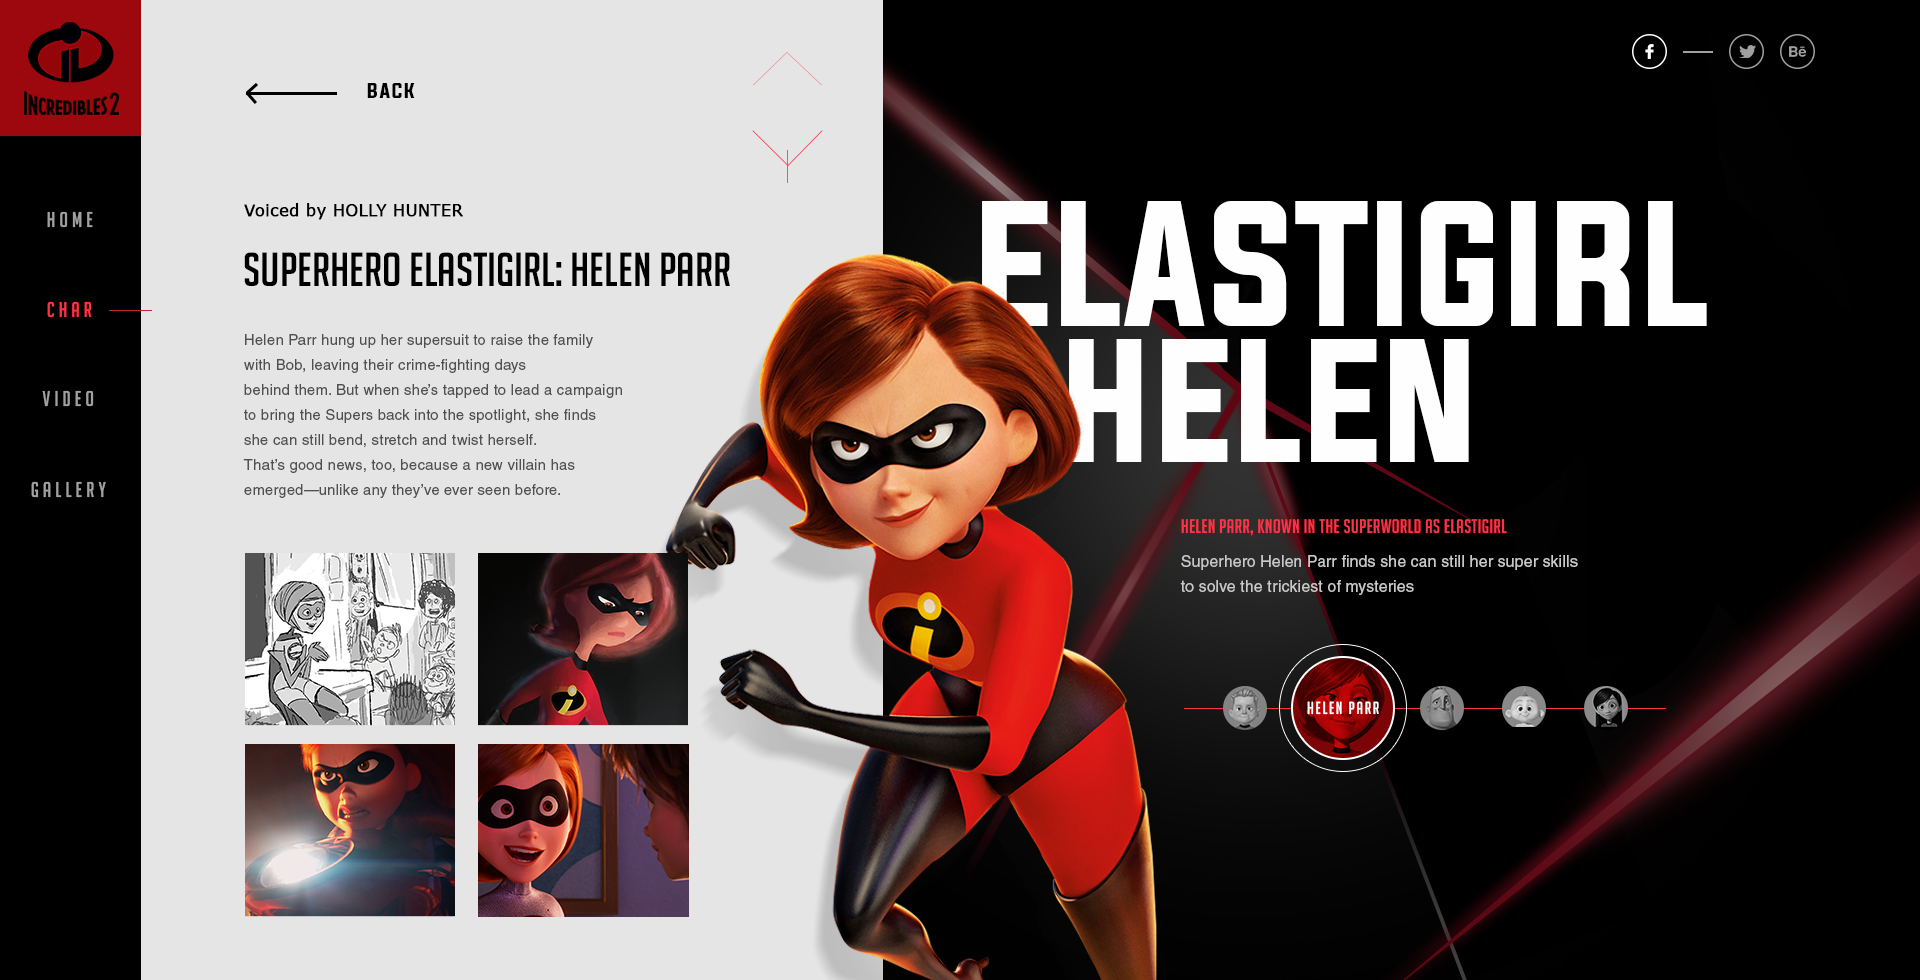 INCREDIBLES 2
HOME
CHAR
VIDEO
GALLERY
BACK
Voiced by HOLLY HUNTER
SUPERHERO ELASTIGIRL: HELEN PARR
Helen Parr hung up her supersuit to raise the family
with Bob, leaving their crime-fighting days
behind them. But when she’s tapped to lead a campaign
to bring the Supers back into the spotlight, she finds
she can still bend, stretch and twist herself.
That’s good news, too, because a new villain has
emerged—unlike any they’ve ever seen before.
f
Bē
ELASTIGIRL
HELEN
HELEN PARR, KNOWN IN THE SUPERWORLD AS ELASTIGIRL
Superhero Helen Parr finds she can still her super skills
to solve the trickiest of mysteries
HELEN PARR